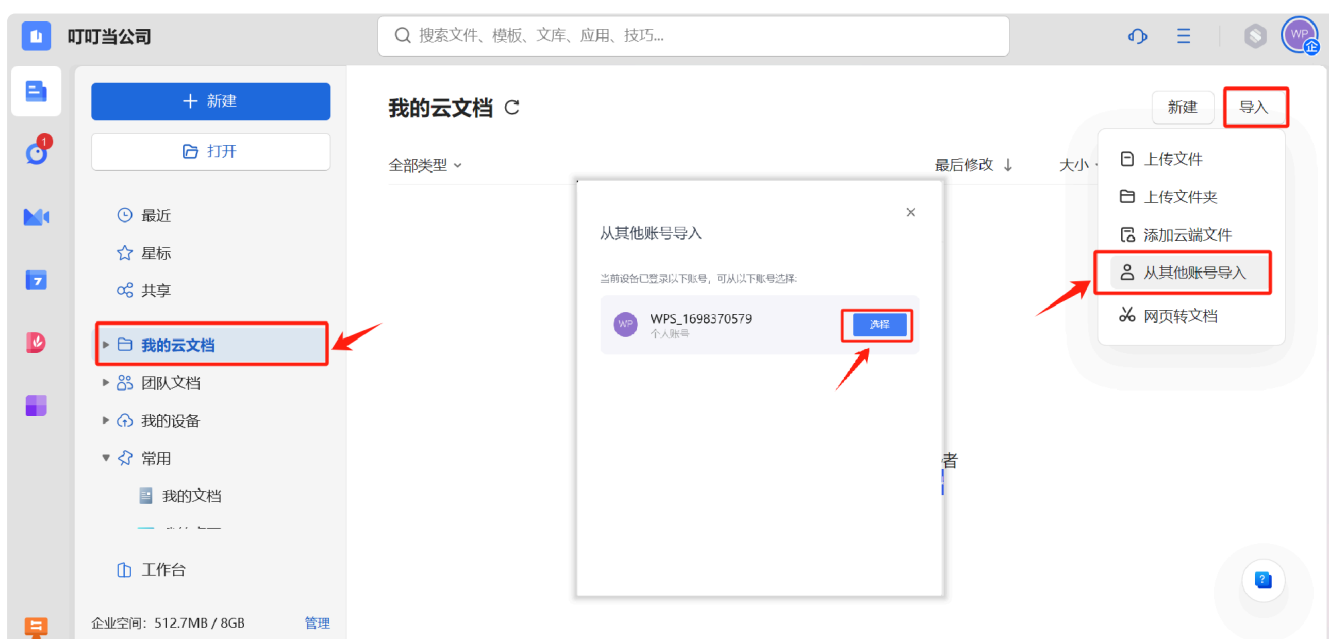 叮叮当公司
搜索文件、模板、文库、应用、技巧...
WP
企
新建
打开
1
7
最近
星标
共享
我的云文档
团队文档
我的设备
常用
我的文档
工作台
企业空间：512.7MB / 8GB
管理
我的云文档
新建
导入
全部类型
最后修改
大小
上传文件
上传文件夹
添加云端文件
从其他账号导入
网页转文档
从其他账号导入
当前设备已登录以下账号，可从以下账号选择:
WP
WPS_1698370579
个人账号
选择
者